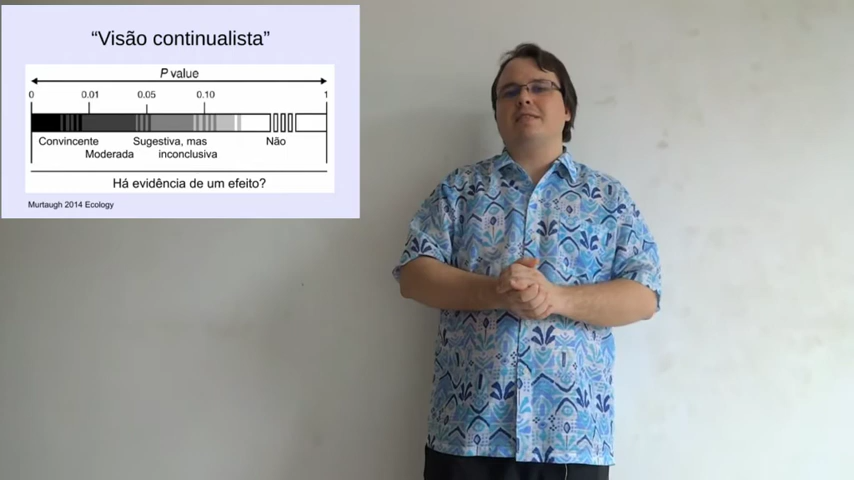 “Visão continualista”
P value
0 0.01 0.05 0.10 1
Convincente Sugestiva, mas Não
Moderada inconclusiva
Há evidência de um efeito?
Murtaugh 2014 Ecology